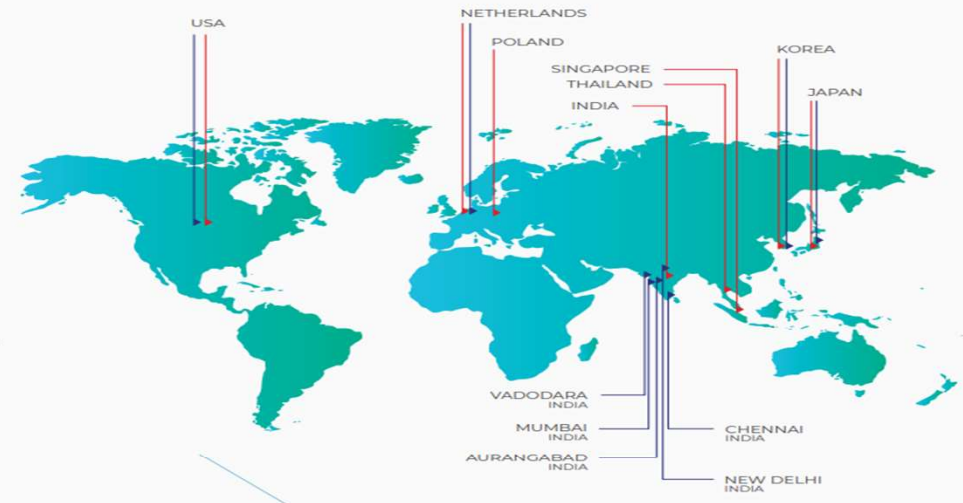 USA
NETHERLANDS
POLAND
SINGAPORE
THAILAND
INDIA
KOREA
JAPAN
VADODARA
INDIA
MUMBAI
INDIA
AURANGABAD
INDIA
CHENNAI
INDIA
NEW DELHI
INDIA